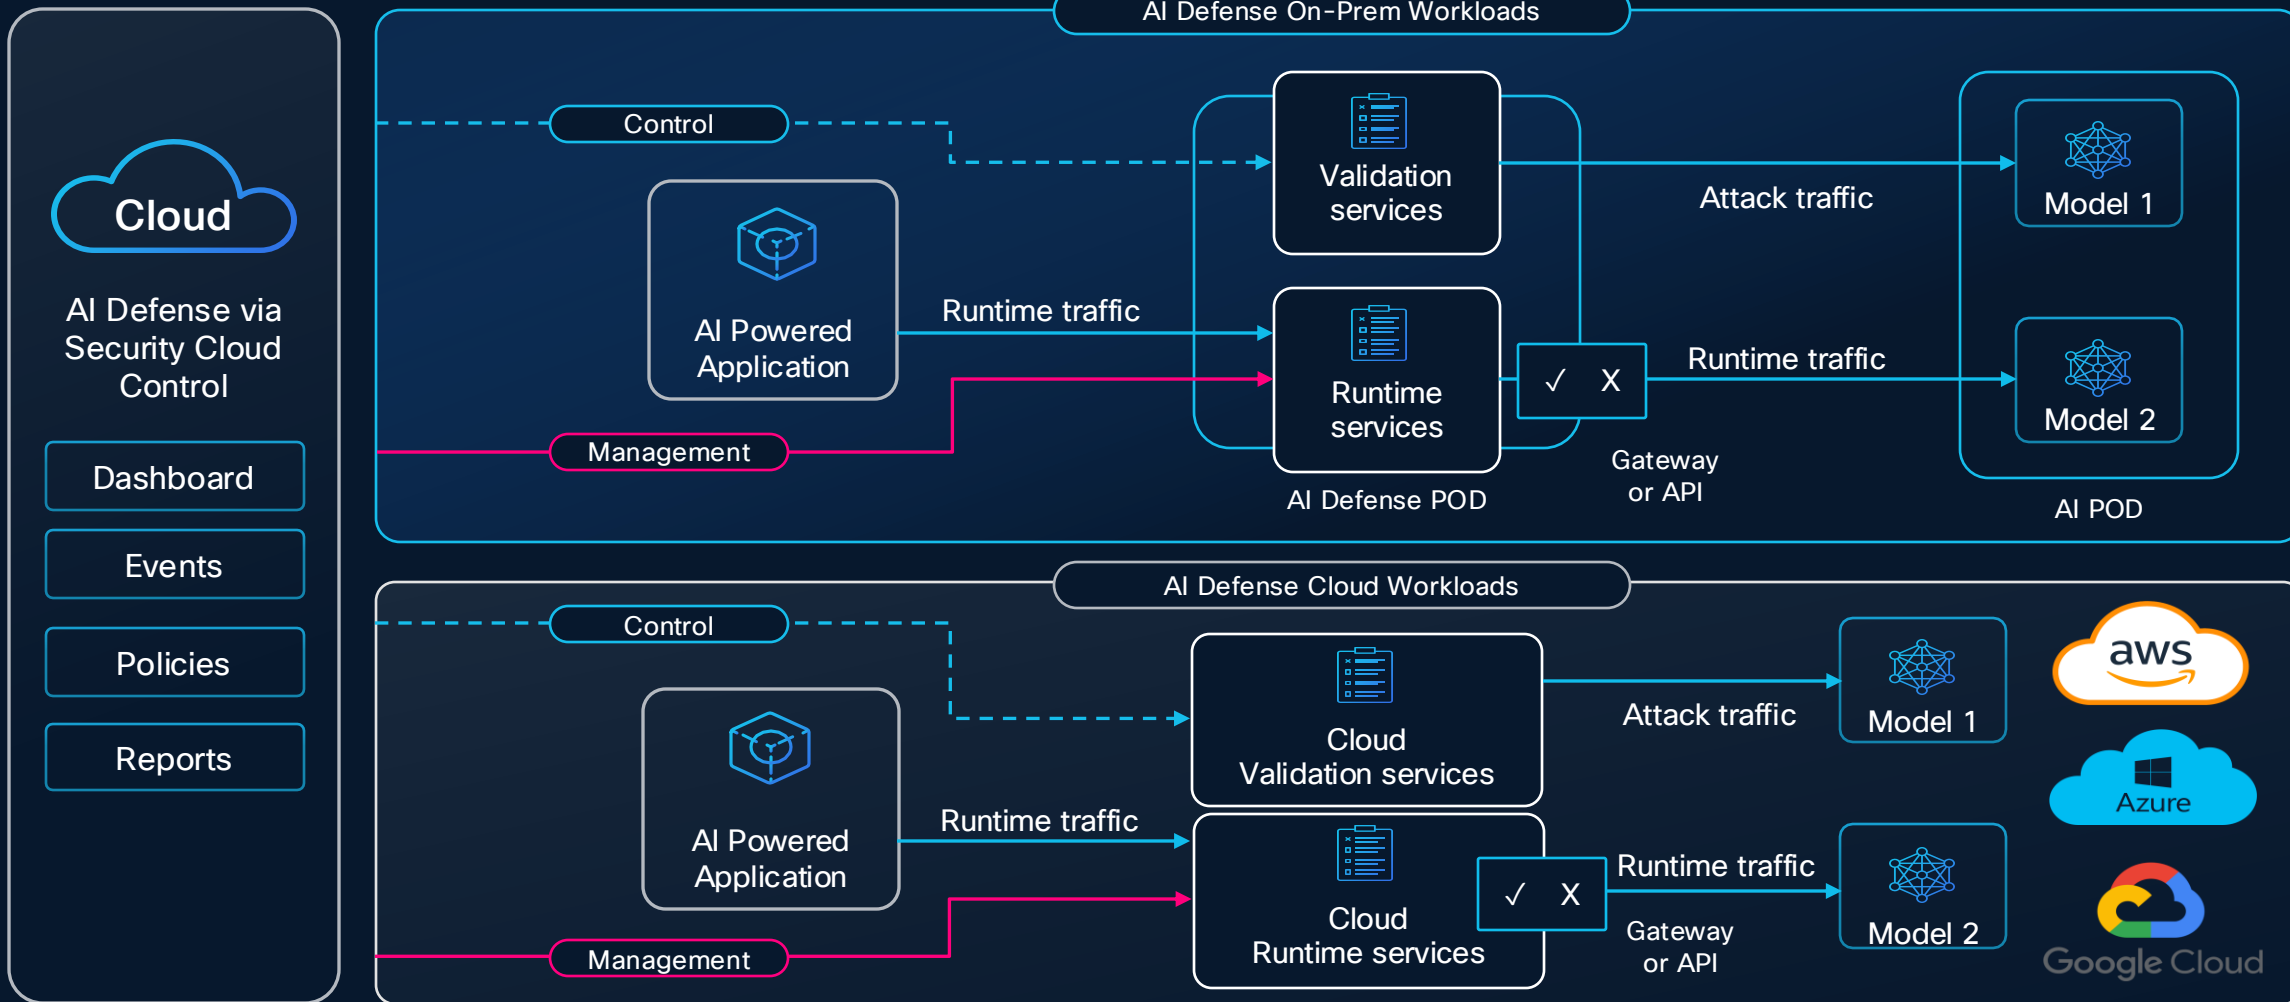 Cloud
AI Defense via
Security Cloud
Control
Dashboard
Events
Policies
Reports
AI Defense On-Prem Workloads
Control
Validation
services
Attack traffic
Model 1
AI Powered
Application
Runtime traffic
Runtime
services
✓ X
Runtime traffic
Model 2
Management
Gateway
or API
AI Defense POD
AI POD
AI Defense Cloud Workloads
Control
Cloud
Validation services
Attack traffic
Model 1
aws
Azure
AI Powered
Application
Runtime traffic
Cloud
Runtime services
✓ X
Runtime traffic
Gateway
or API
Model 2
Management
Google Cloud